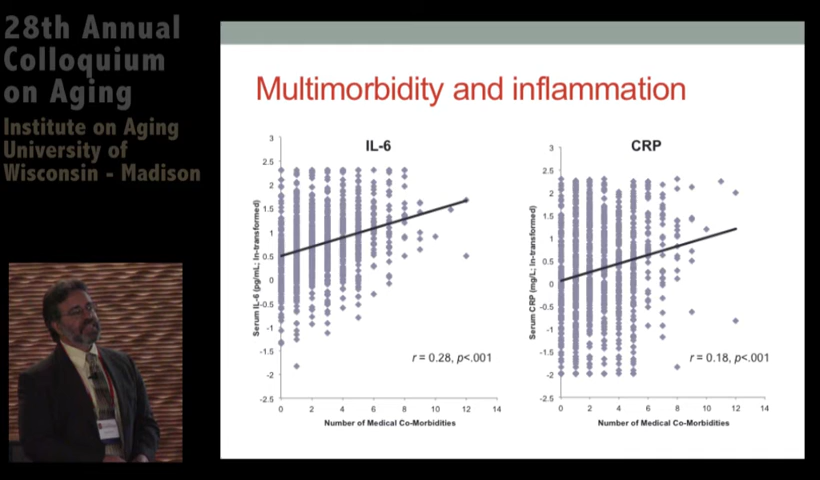 28th Annual
Colloquium
on Aging
Institute on Aging
University of
Wisconsin - Madison
Multimorbidity and inflammation
IL-6
3
2.5
2
1.5
1
0.5
0
-0.5
-1
-1.5
-2
-2.5
0 2 4 6 8 10 12 14
Serum IL-6 (pg/mL; ln-transformed)
Number of Medical Co-Morbidities
r = 0.28, p<.001
CRP
3
2.5
2
1.5
1
0.5
0
-0.5
-1
-1.5
-2
-2.5
0 2 4 6 8 10 12 14
Serum CRP (mg/L; ln-transformed)
Number of Medical Co-Morbidities
r = 0.18, p<.001